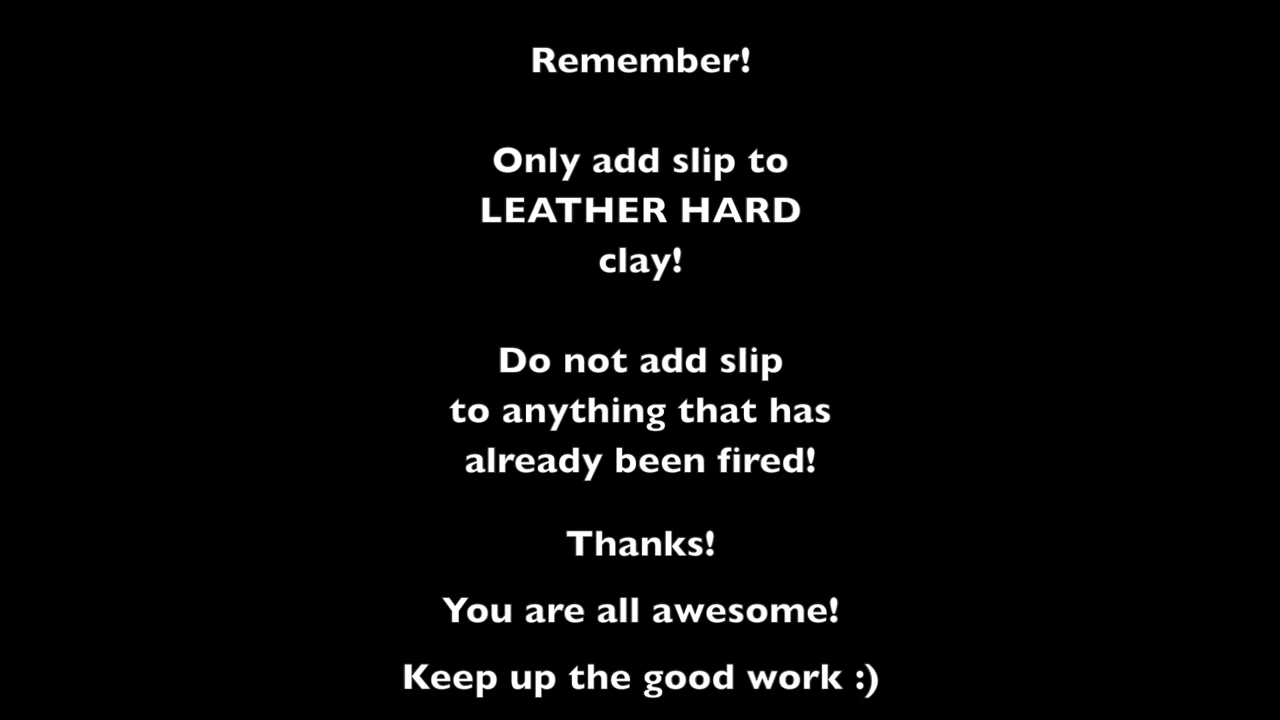 Remember!
Only add slip to
LEATHER HARD
clay!
Do not add slip
to anything that has
already been fired!
Thanks!
You are all awesome!
Keep up the good work :)